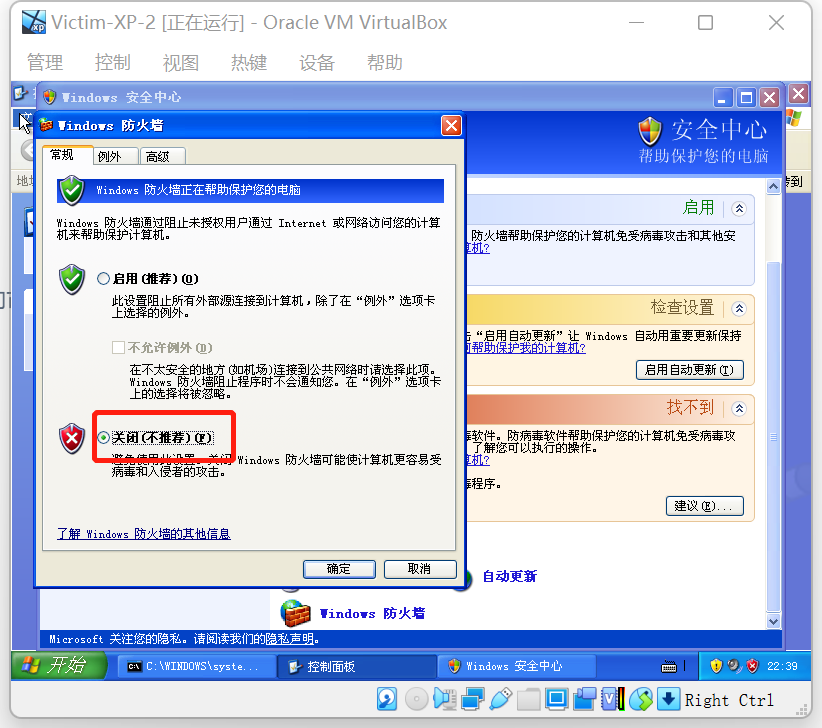 Victim-XP-2 [正在运行] - Oracle VM VirtualBox
管理 控制 视图 热键 设备 帮助
Windows 安全中心
Windows 防火墙
安全中心
帮助保护您的电脑
常规 例外 高级
Windows 防火墙正在帮助保护您的电脑
Windows 防火墙通过阻止未授权用户通过 Internet 或网络访问您的计算
机来帮助保护计算机。
启用(推荐)(O)
此设置阻止所有外部源连接到计算机，除了在“例外”选项卡
上选择的例外。
不允许例外(D)
在不太安全的地方(如机场)连接到公共网络时请选择此项。
Windows 防火墙阻止程序时不会通知您。在“例外”选项卡
上的选择将被忽略。
关闭(不推荐)(F)
避免使用此设置。关闭 Windows 防火墙可能使计算机更容易受
病毒和入侵者的攻击。
了解 Windows 防火墙的其他信息
确定 取消
启用
防火墙帮助保护您的计算机免受病毒攻击和其他安
机?
检查设置
“启用自动更新”让 Windows 自动用重要更新保持
帮助保护我的计算机?
启用自动更新(T)
找不到
软件。防病毒软件帮助保护您的计算机免受病毒攻
了解您可以执行的操作。
机?
程序。
建议(E)...
自动更新
Windows 防火墙
Microsoft 关注您的隐私。请阅读我们的隐私声明。
开始 C:\WINDOWS\syste... 控制面板 Windows 安全中心 22:39
Right Ctrl